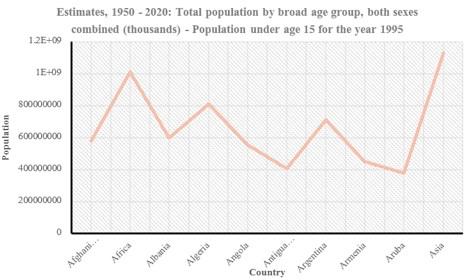 Estimates, 1950 - 2020: Total population by broad age group, both sexes
combined (thousands) - Population under age 15 for the year 1995
1.2E+09
1E+09
800000000
600000000
400000000
200000000
0
Population
Afghani...
Africa
Albania
Algeria
Angola
Antigua...
Argentina
Armenia
Aruba
Asia
Country